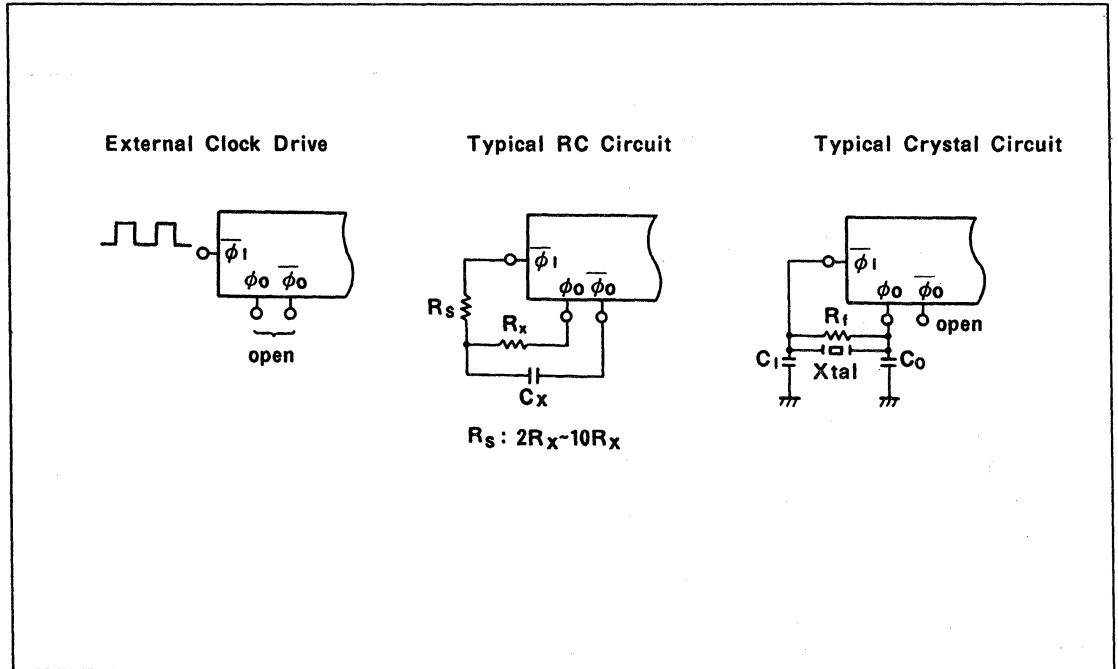 External Clock Drive
φ̅I
φO φ̅O
open
Typical RC Circuit
φ̅I
φO φ̅O
Rs
Rx
Cx
Rs : 2Rx~10Rx
Typical Crystal Circuit
φ̅I
φO φ̅O
Rf
open
CI
Xtal
CO